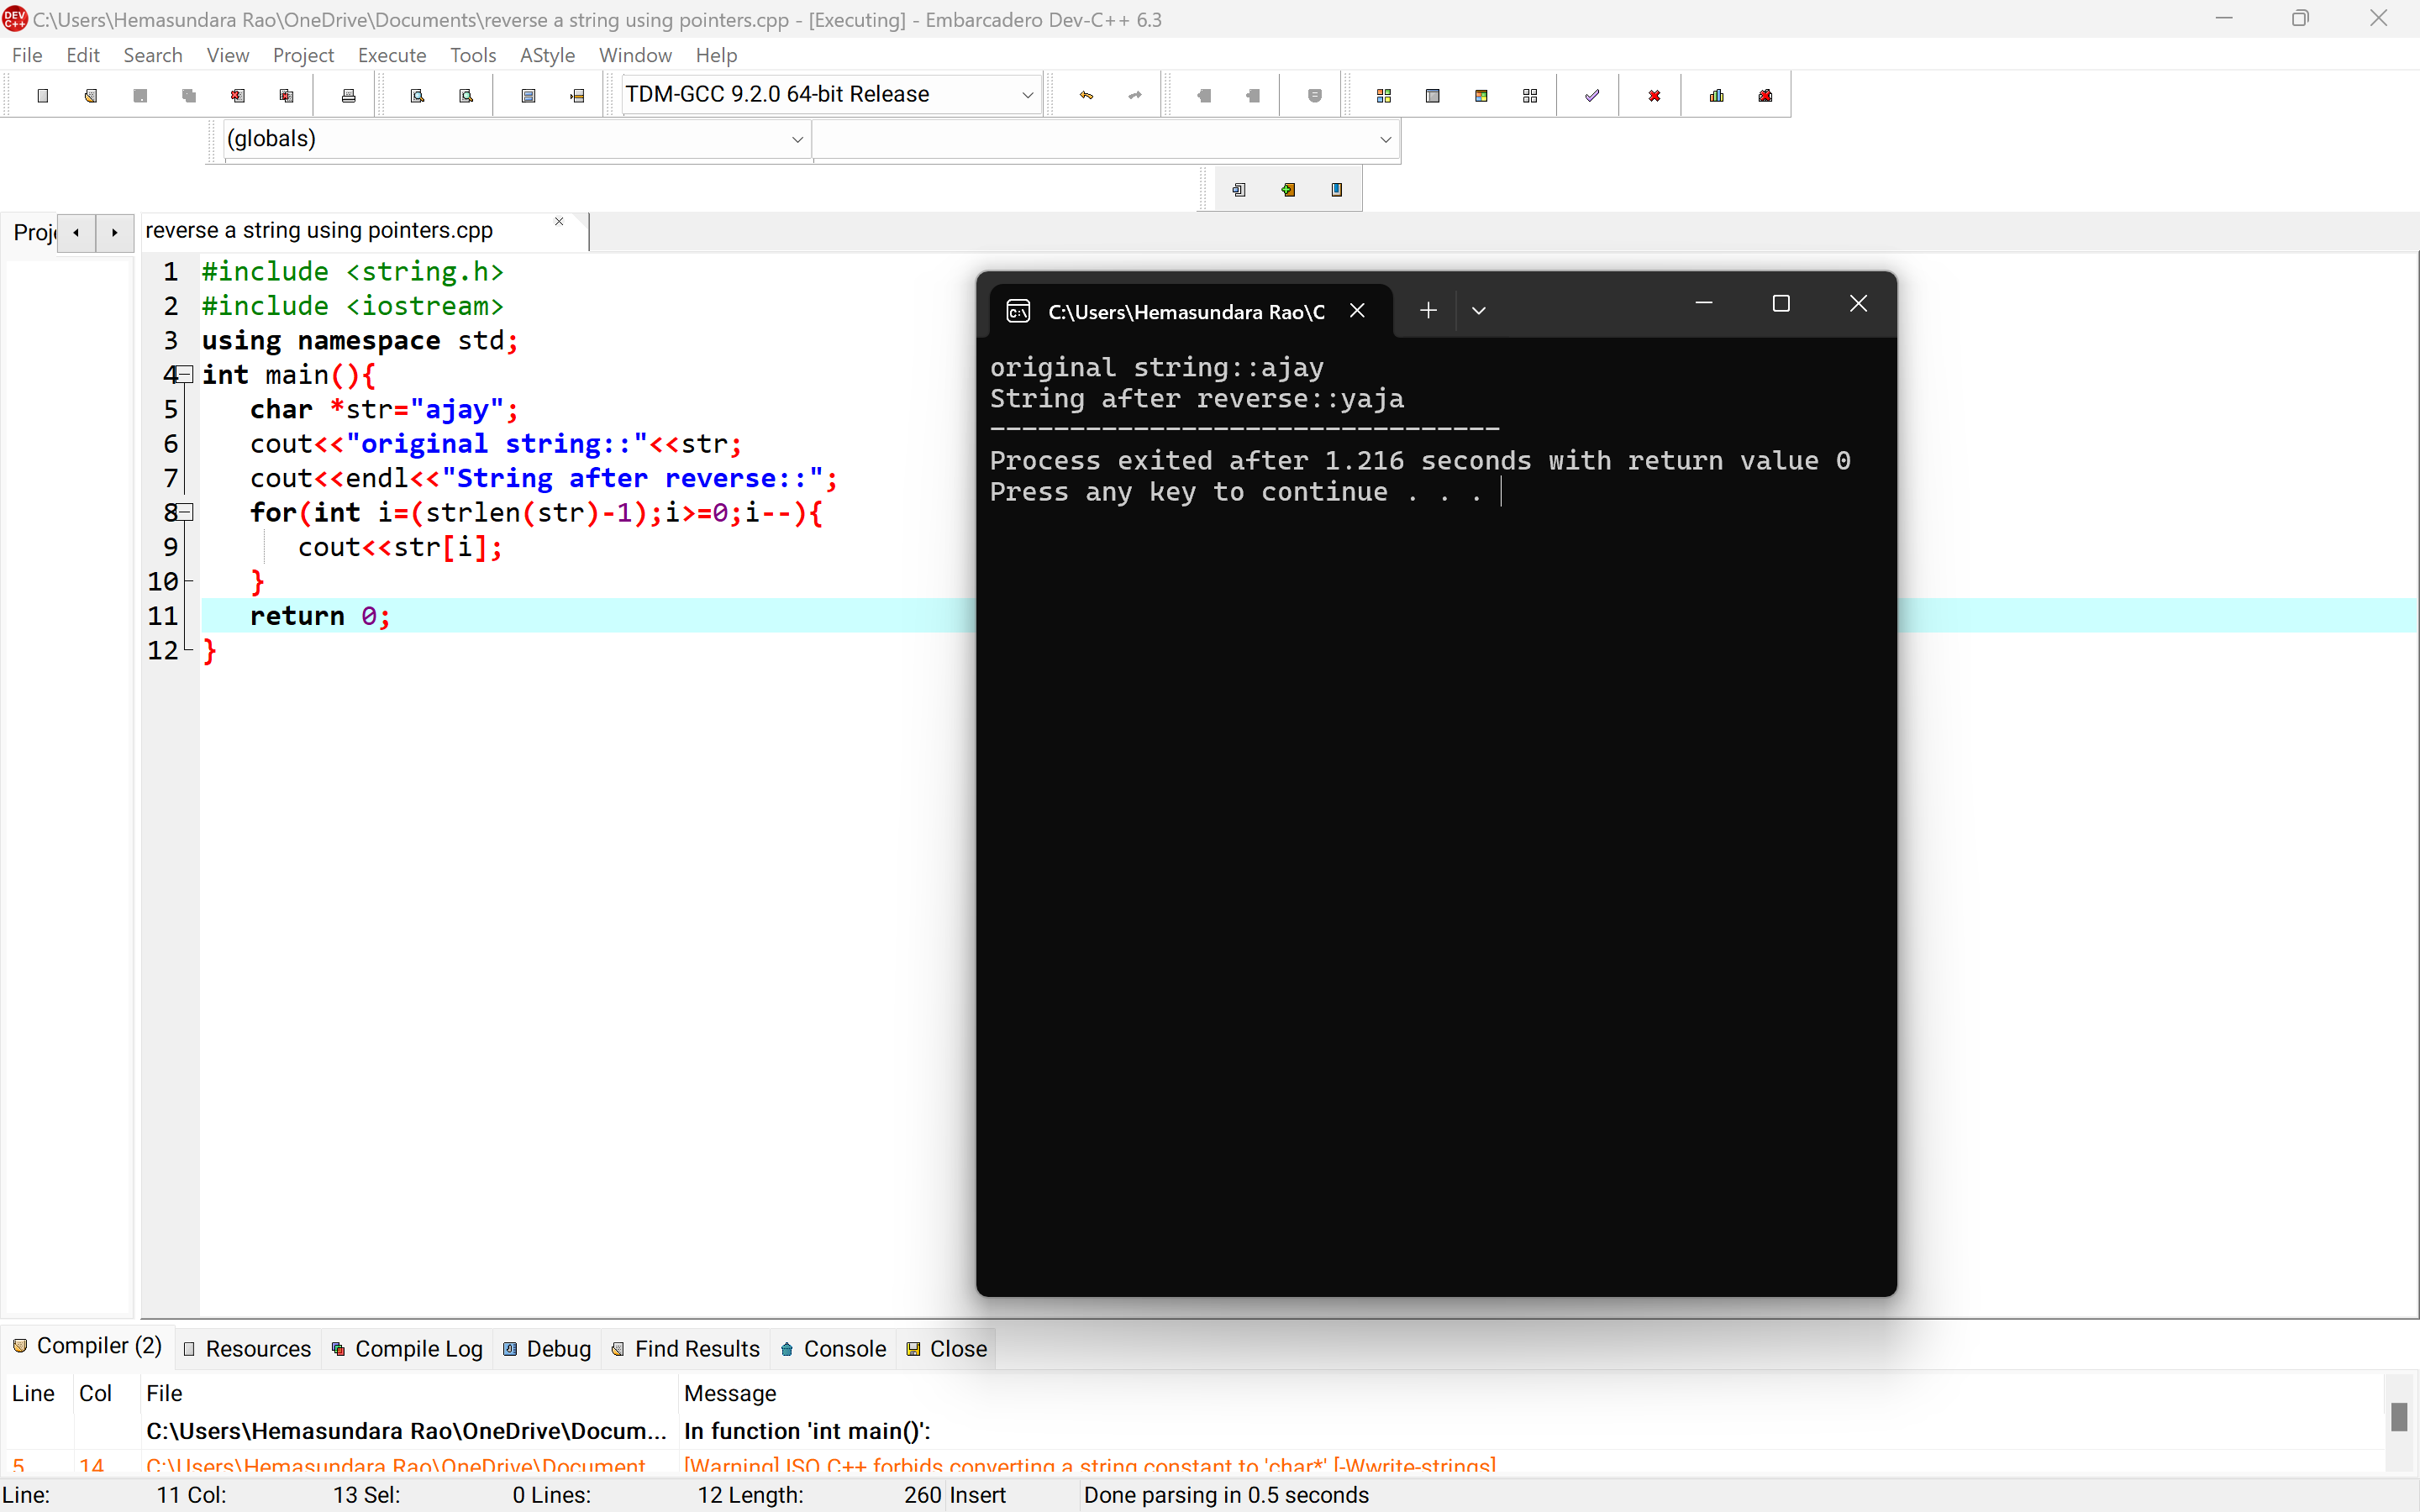 C:\Users\Hemasundara Rao\OneDrive\Documents\reverse a string using pointers.cpp - [Executing] - Embarcadero Dev-C++ 6.3
File Edit Search View Project Execute Tools AStyle Window Help
TDM-GCC 9.2.0 64-bit Release
(globals)
Proj reverse a string using pointers.cpp
1 #include <string.h>
2 #include <iostream>
3 using namespace std;
4 int main(){
5 char *str="ajay";
6 cout<<"original string::"<<str;
7 cout<<endl<<"String after reverse::";
8 for(int i=(strlen(str)-1);i>=0;i--){
9 cout<<str[i];
10 }
11 return 0;
12 }
C:\Users\Hemasundara Rao\C
original string::ajay
String after reverse::yaja
--------------------------------
Process exited after 1.216 seconds with return value 0
Press any key to continue . . .
Compiler (2) Resources Compile Log Debug Find Results Console Close
Line Col File Message
C:\Users\Hemasundara Rao\OneDrive\Docum... In function 'int main()':
5 14 C:\Users\Hemasundara Rao\OneDrive\Document [Warning] ISO C++ forbids converting a string constant to 'char*' [-Wwrite-strings]
Line: 11 Col: 13 Sel: 0 Lines: 12 Length: 260 Insert Done parsing in 0.5 seconds